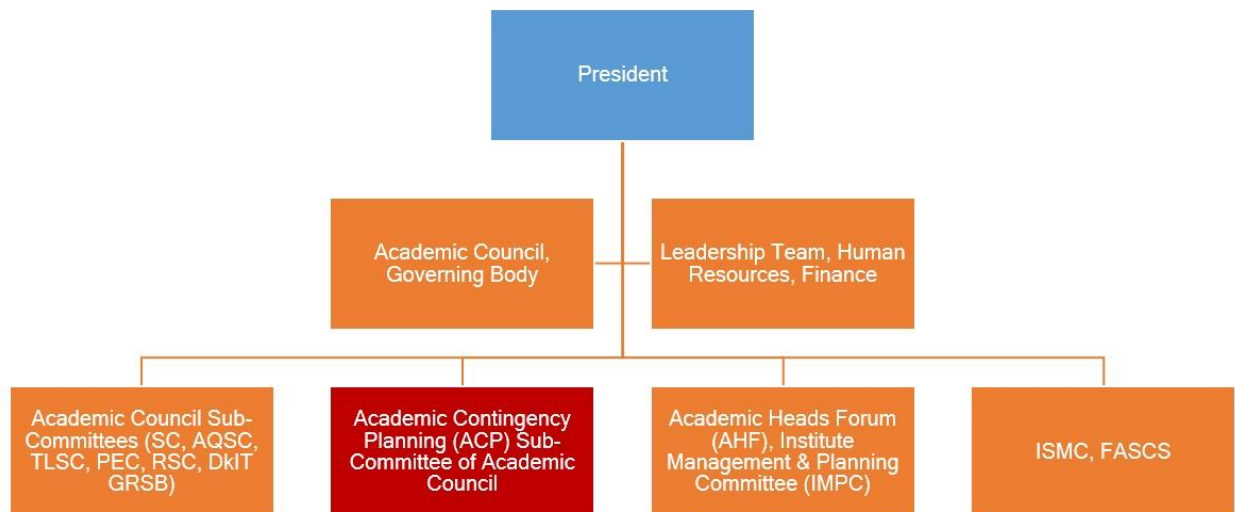 President
Academic Council,
Governing Body
Leadership Team, Human
Resources, Finance
Academic Council Sub-
Committees (SC, AQSC,
TLSC, PEC, RSC, DkIT
GRSB)
Academic Contingency
Planning (ACP) Sub-
Committee of Academic
Council
Academic Heads Forum
(AHF), Institute
Management & Planning
Committee (IMPC)
ISMC, FASCS